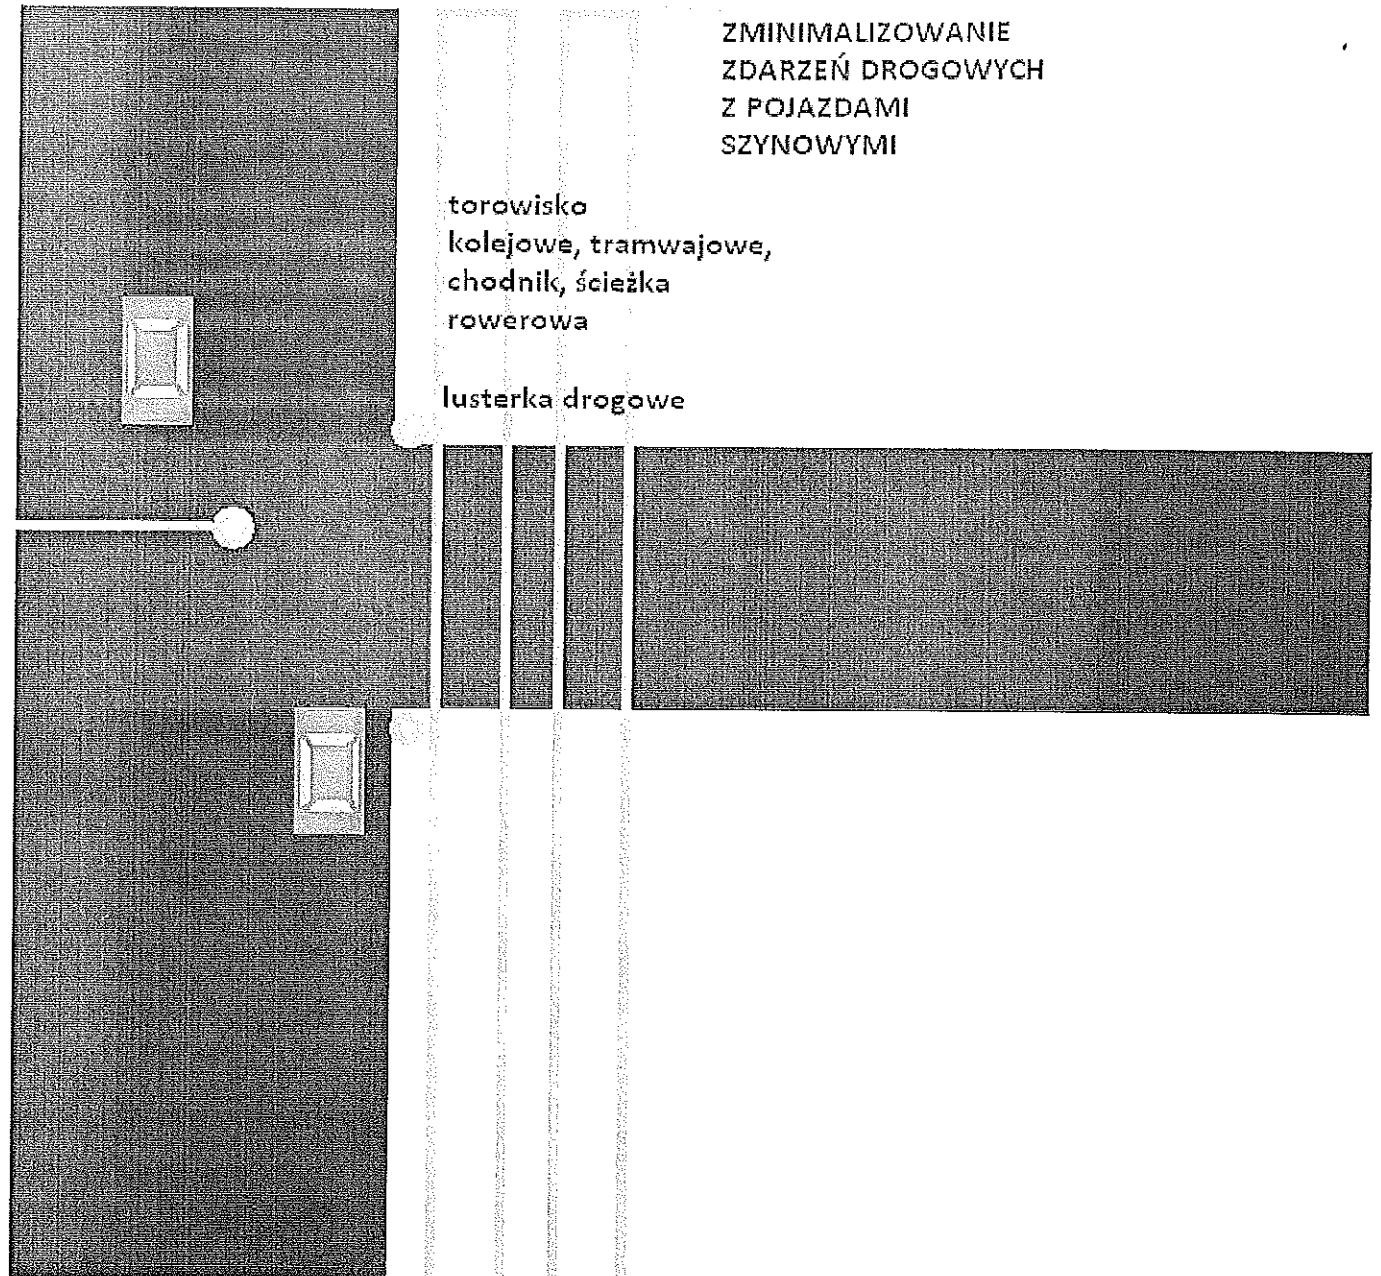 ZMINIMALIZOWANIE
ZDARZEŃ DROGOWYCH
Z POJAZDAMI
SZYNOWYMI
torowisko
kolejowe, tramwajowe,
chodnik, ścieżka
rowerowa
lusterka drogowe